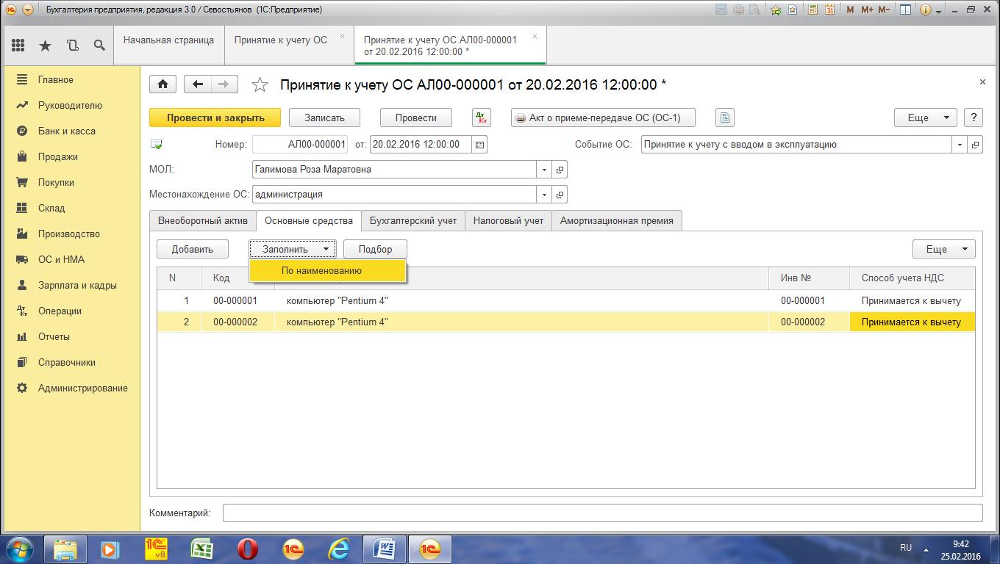 Бухгалтерия предприятия, редакция 3.0 / Севостьянов (1С:Предприятие)
M M+ M-
Начальная страница
Принятие к учету ОС
Принятие к учету ОС АЛ00-000001
от 20.02.2016 12:00:00 *
Главное
Руководителю
Банк и касса
Продажи
Покупки
Склад
Производство
ОС и НМА
Зарплата и кадры
Операции
Отчеты
Справочники
Администрирование
Принятие к учету ОС АЛ00-000001 от 20.02.2016 12:00:00 *
Провести и закрыть
Записать
Провести
Дт Кт
Акт о приеме-передаче ОС (ОС-1)
Еще
?
Номер: АЛ00-000001 от: 20.02.2016 12:00:00
Событие ОС: Принятие к учету с вводом в эксплуатацию
МОЛ: Галимова Роза Маратовна
Местонахождение ОС: администрация
Внеоборотный актив
Основные средства
Бухгалтерский учет
Налоговый учет
Амортизационная премия
Добавить
Заполнить
Подбор
Еще
По наименованию
N Код Инв № Способ учета НДС
1 00-000001 компьютер "Pentium 4" 00-000001 Принимается к вычету
2 00-000002 компьютер "Pentium 4" 00-000002 Принимается к вычету
Комментарий:
RU
9:42
25.02.2016